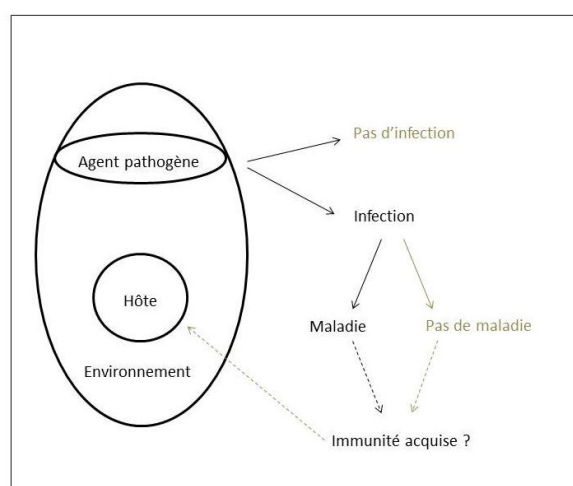 Pas d’infection
Agent pathogène
Infection
Hôte
Maladie
Pas de maladie
Environnement
Immunité acquise ?